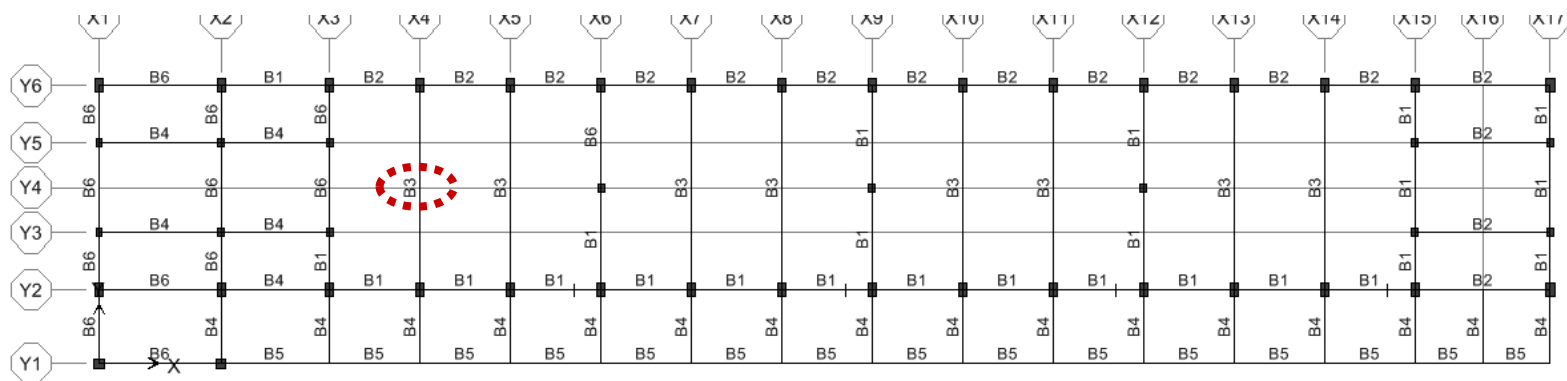 X1 X2 X3 X4 X5 X6 X7 X8 X9 X10 X11 X12 X13 X14 X15 X16 X17
Y6 B6 B1 B2 B2 B2 B2 B2 B2 B2 B2 B2 B2 B2 B2 B2
B6 B6 B6 B1 B1
B6 B1 B1
Y5 B4 B4 B2
Y4 B6 B6 B6 B3 B3 B3 B3 B3 B3 B3 B3 B1 B1
Y3 B4 B4 B2
B1 B1 B1
B6 B6 B1 B1 B1
Y2 B6 B4 B1 B1 B1 B1 B1 B1 B1 B1 B1 B1 B1 B1 B2
B6 B4 B4 B4 B4 B4 B4 B4 B4 B4 B4 B4 B4 B4 B4 B4 B4
Y1 B6 X B5 B5 B5 B5 B5 B5 B5 B5 B5 B5 B5 B5 B5 B5 B5